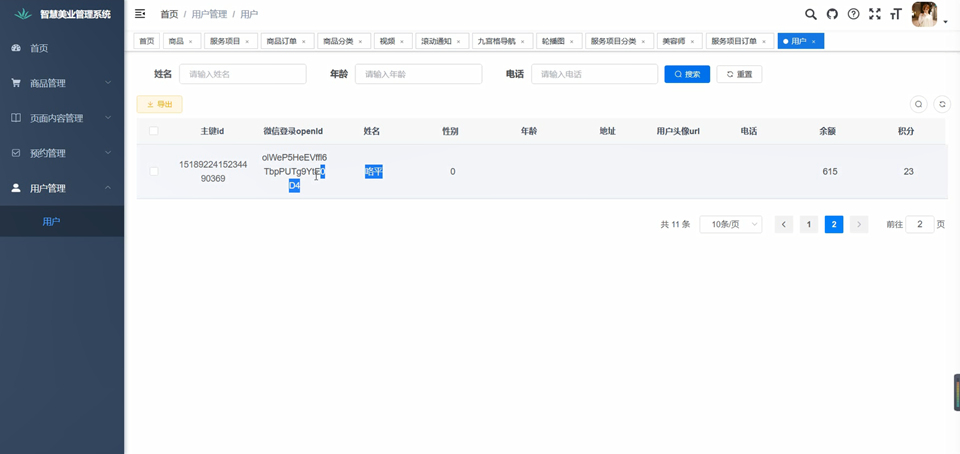 智慧美业管理系统
首页 / 用户管理 / 用户
首页
商品管理
页面内容管理
预约管理
用户管理
用户
首页 商品 × 服务项目 × 商品订单 × 商品分类 × 视频 × 滚动通知 × 九宫格导航 × 轮播图 × 服务项目分类 × 美容师 × 服务项目订单 × 用户 ×
姓名 请输入姓名 年龄 请输入年龄 电话 请输入电话 搜索 重置
导出
主键id 微信登录openId 姓名 性别 年龄 地址 用户头像url 电话 余额 积分
15189224152344
90369
oIWeP5HeEVffI6
TbpPUTg9YtE0
D4
咯平
0
615
23
共 11 条 10条/页 1 2 前往 2 页